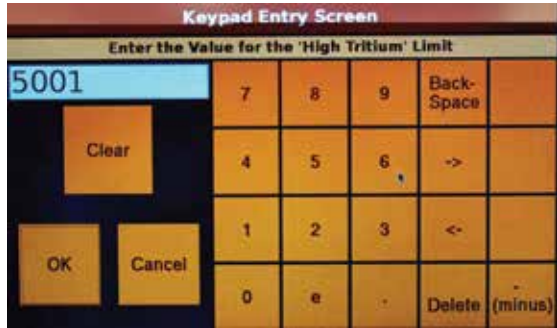 Keypad Entry Screen
Enter the Value for the 'High Tritium' Limit
5001
Clear
OK
Cancel
7 8 9 Back-
Space
4 5 6 ->
1 2 3 <-
0 e . Delete -
(minus)